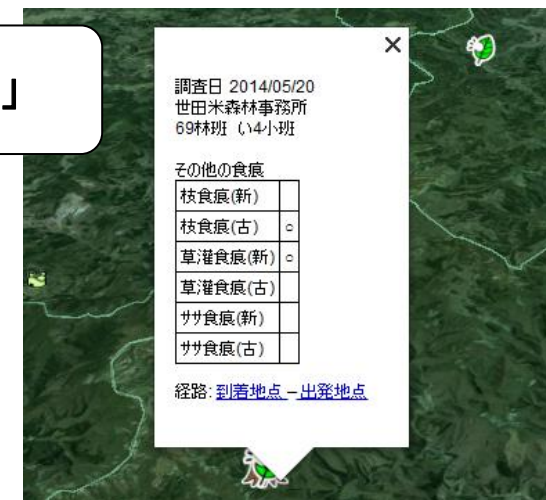 」
調査日 2014/05/20
世田米森林事務所
69林班 い4小班
その他の食痕
枝食痕(新)
枝食痕(古) ○
草灌食痕(新) ○
草灌食痕(古)
ササ食痕(新)
ササ食痕(古)
経路: 到着地点 – 出発地点